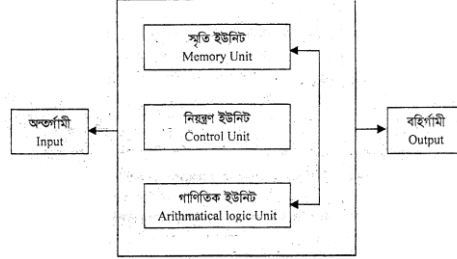 স্মৃতি ইউনিট
Memory Unit
অন্তর্গামী
Input
নিয়ন্ত্রণ ইউনিট
Control Unit
বহির্গামী
Output
গাণিতিক ইউনিট
Arithmatical logic Unit